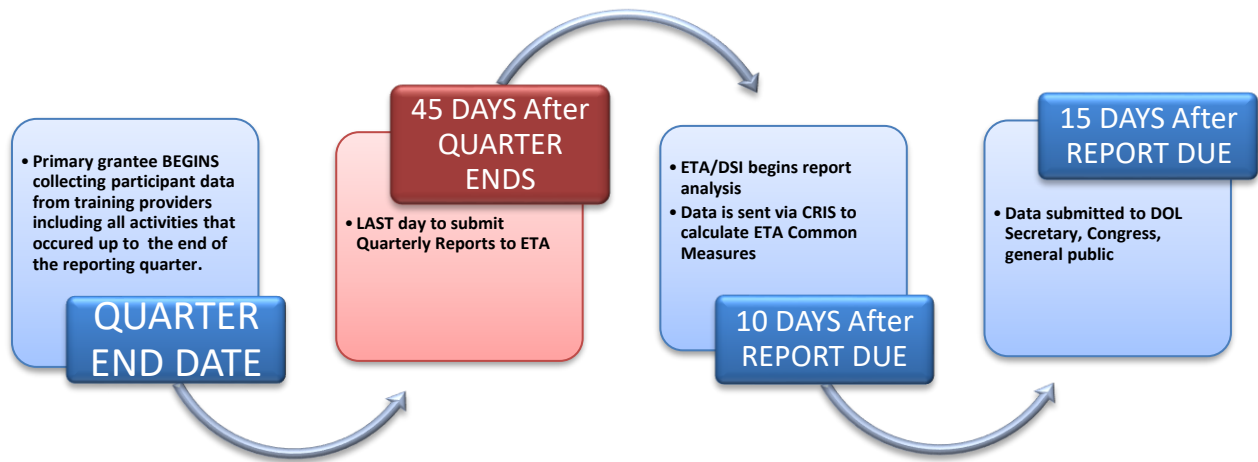 • Primary grantee BEGINS
collecting participant data
from training providers
including all activities that
occured up to the end of
the reporting quarter.
QUARTER
END DATE
45 DAYS After
QUARTER
ENDS
• LAST day to submit
Quarterly Reports to ETA
• ETA/DSI begins report
analysis
• Data is sent via CRIS to
calculate ETA Common
Measures
10 DAYS After
REPORT DUE
15 DAYS After
REPORT DUE
• Data submitted to DOL
Secretary, Congress,
general public